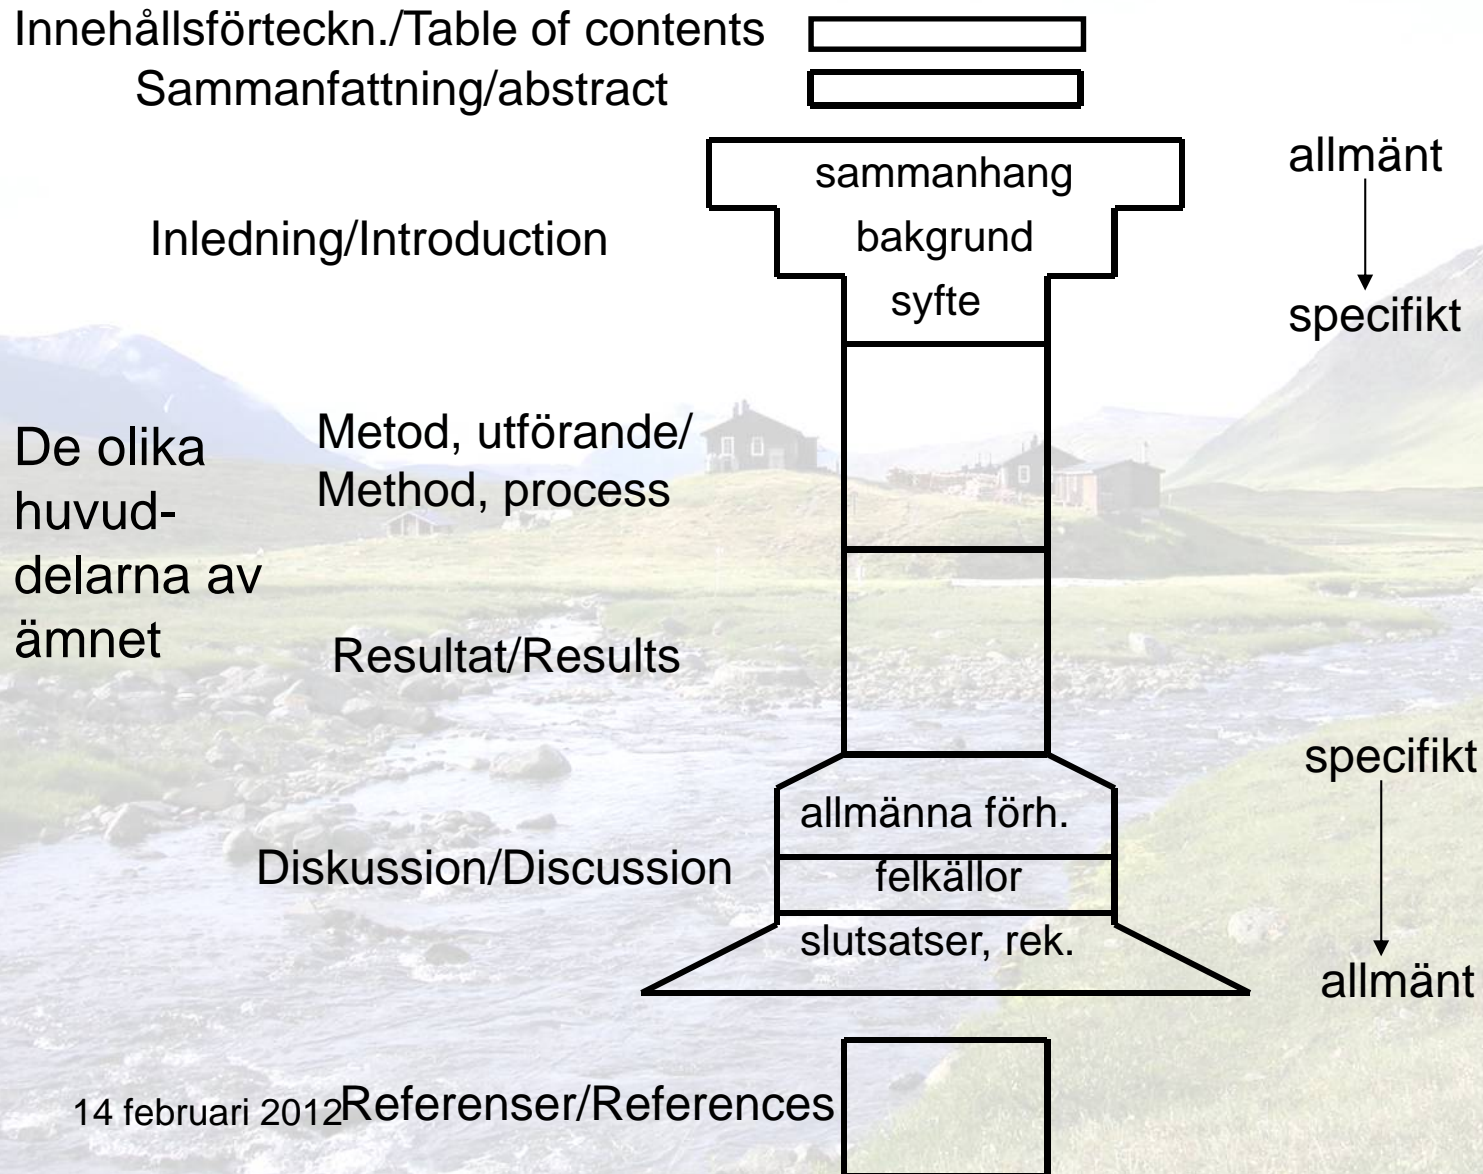 Innehållsförteckn./Table of contents
Sammanfattning/abstract
sammanhang
allmänt
Inledning/Introduction
bakgrund
syfte
specifikt
De olika
huvud-
delarna av
ämnet
Metod, utförande/
Method, process
Resultat/Results
specifikt
allmänna förh.
Diskussion/Discussion
felkällor
slutsatser, rek.
allmänt
14 februari 2012
Referenser/References